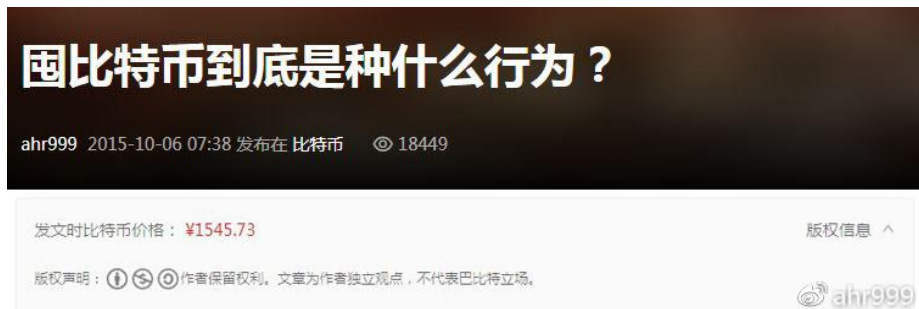 囤比特币到底是种什么行为？
ahr999 2015-10-06 07:38 发布在 比特币 18449
发文时比特币价格： ¥1545.73 版权信息
版权声明： 作者保留权利。文章为作者独立观点，不代表巴比特立场。
ahr999